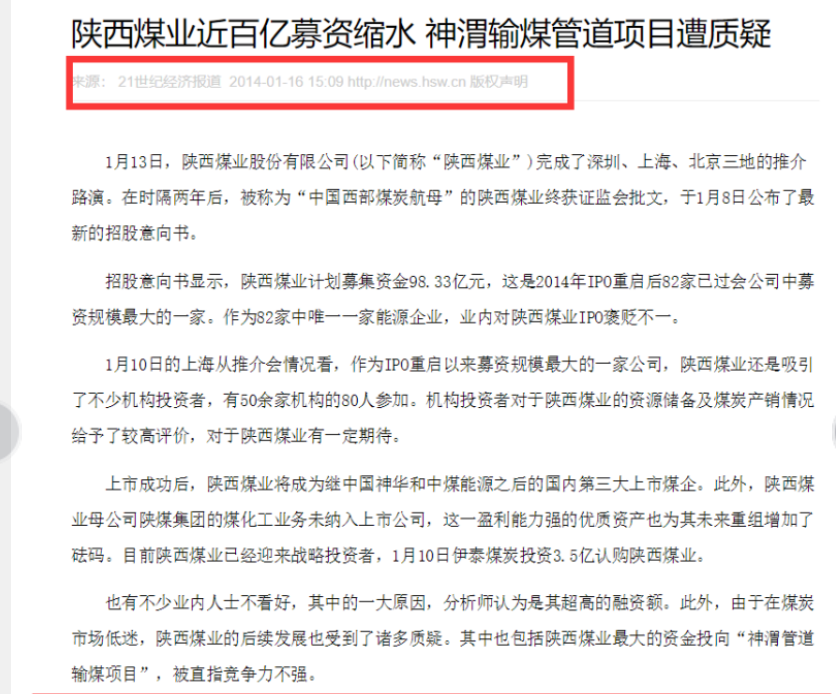 陕西煤业近百亿募资缩水 神渭输煤管道项目遭质疑
来源： 21世纪经济报道 2014-01-16 15:09 http://news.hsw.cn 版权声明
1月13日，陕西煤业股份有限公司(以下简称“陕西煤业”)完成了深圳、上海、北京三地的推介
路演。在时隔两年后，被称为“中国西部煤炭航母”的陕西煤业终获证监会批文，于1月8日公布了最
新的招股意向书。
招股意向书显示，陕西煤业计划募集资金98.33亿元，这是2014年IPO重启后82家已过会公司中募
资规模最大的一家。作为82家中唯一一家能源企业，业内对陕西煤业IPO褒贬不一。
1月10日的上海从推介会情况看，作为IPO重启以来募资规模最大的一家公司，陕西煤业还是吸引
了不少机构投资者，有50余家机构的80人参加。机构投资者对于陕西煤业的资源储备及煤炭产销情况
给予了较高评价，对于陕西煤业有一定期待。
上市成功后，陕西煤业将成为继中国神华和中煤能源之后的国内第三大上市煤企。此外，陕西煤
业母公司陕煤集团的煤化工业务未纳入上市公司，这一盈利能力强的优质资产也为其未来重组增加了
砝码。目前陕西煤业已经迎来战略投资者，1月10日伊泰煤炭投资3.5亿认购陕西煤业。
也有不少业内人士不看好，其中的一大原因，分析师认为是其超高的融资额。此外，由于在煤炭
市场低迷，陕西煤业的后续发展也受到了诸多质疑。其中也包括陕西煤业最大的资金投向“神渭管道
输煤项目”，被直指竞争力不强。